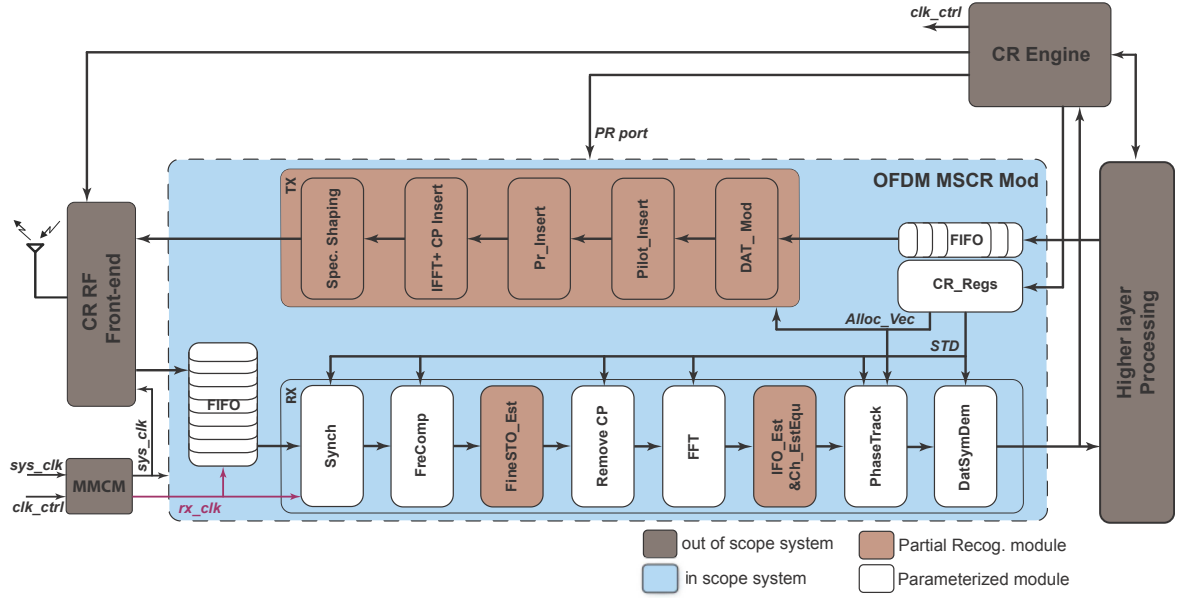 clk_ctrl
CR Engine
PR port
OFDM MSCR Mod
TX
Spec. Shaping
IFFT+ CP Insert
Pr_Insert
Pilot_Insert
DAT_ Mod
FIFO
CR_Regs
CR RF
Front-end
Higher layer
Processing
Alloc_Vec
STD
FIFO
RX
Synch
FreComp
FineSTO_Est
Remove CP
FFT
IFO_Est
&Ch_EstEqu
PhaseTrack
DatSymDem
sys_clk
sys_clk
MMCM
clk_ctrl
rx_clk
out of scope system
Partial Recog. module
in scope system
Parameterized module